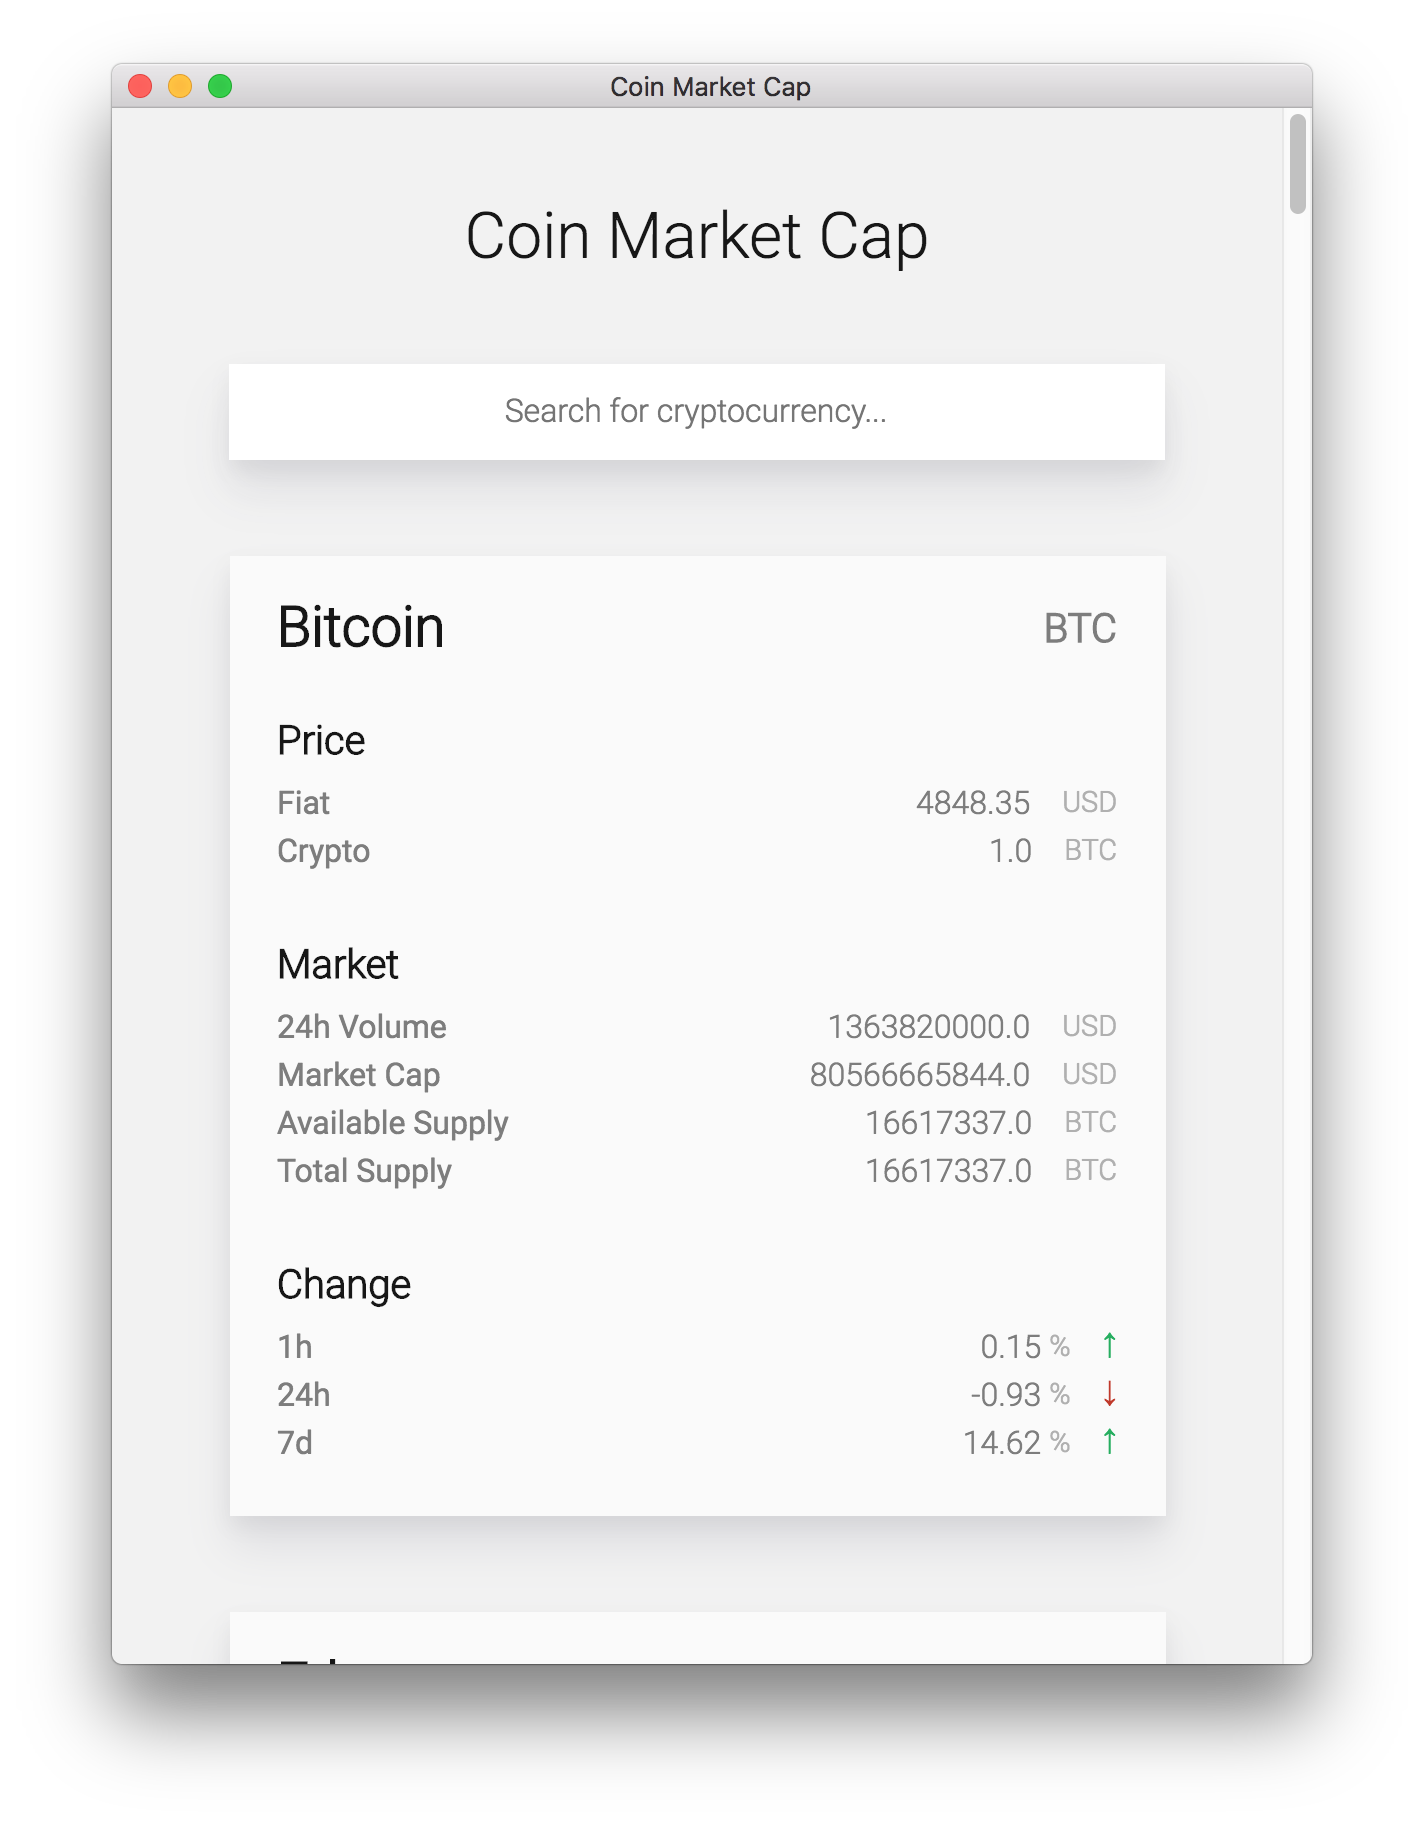 Coin Market Cap
Coin Market Cap
Search for cryptocurrency...
Bitcoin BTC
Price
Fiat 4848.35 USD
Crypto 1.0 BTC
Market
24h Volume 1363820000.0 USD
Market Cap 80566665844.0 USD
Available Supply 16617337.0 BTC
Total Supply 16617337.0 BTC
Change
1h 0.15 % ↑
24h -0.93 % ↓
7d 14.62 % ↑